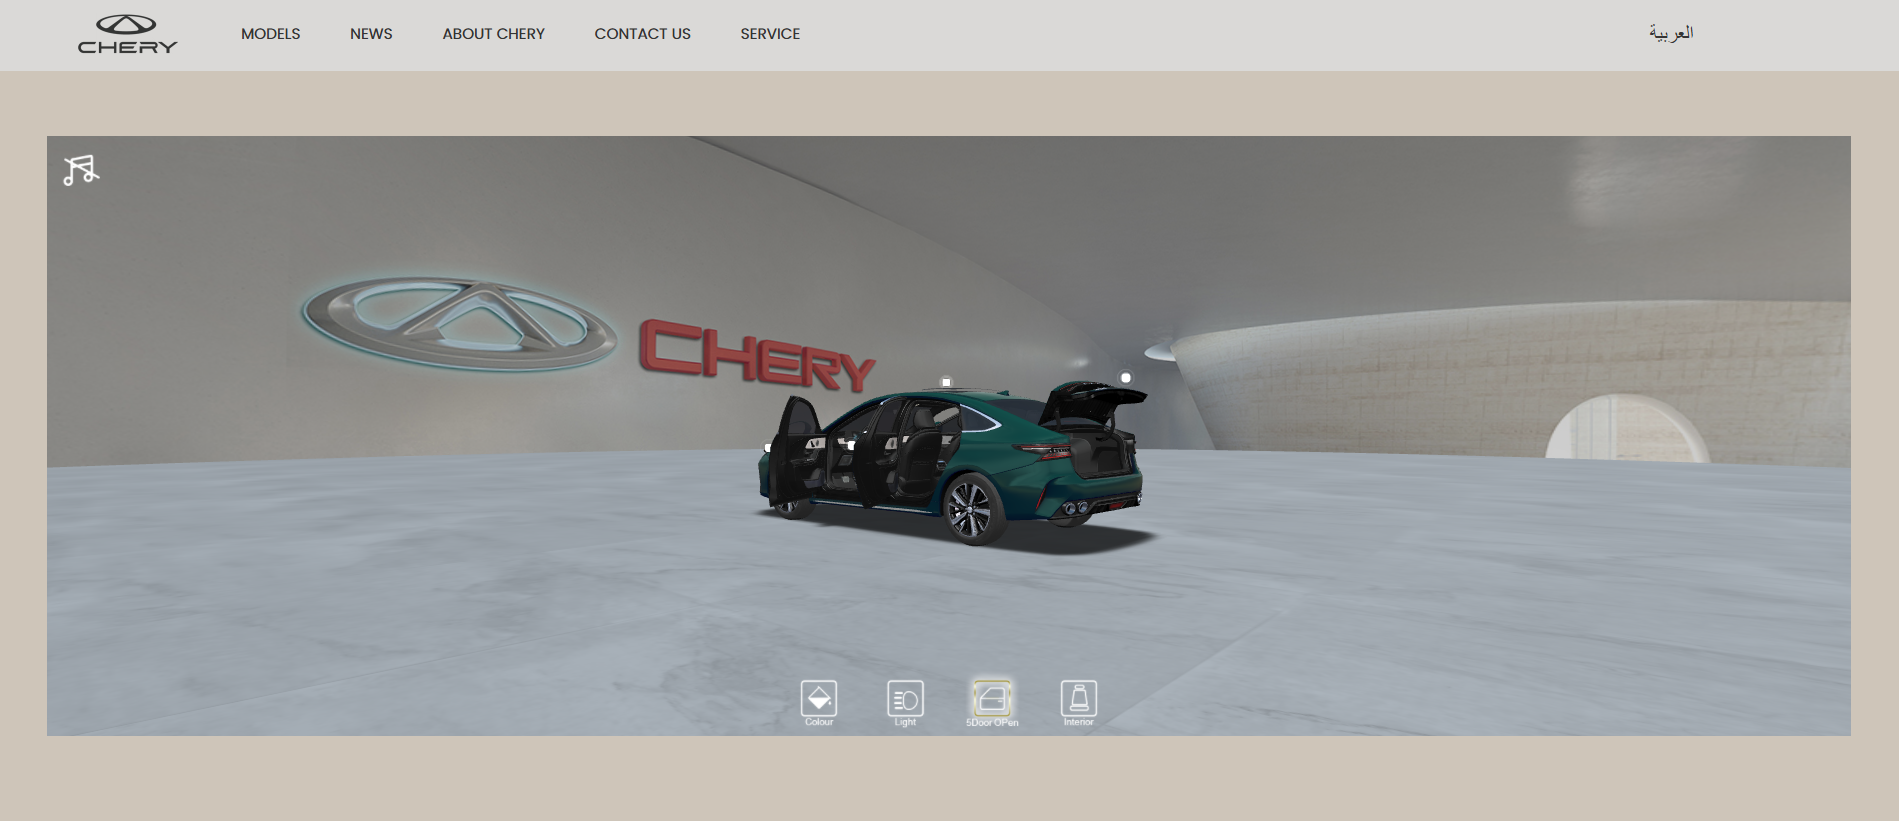 CHERY
MODELS
NEWS
ABOUT CHERY
CONTACT US
SERVICE
العربية
CHERY
Colour
Light
5Door OPen
Interior